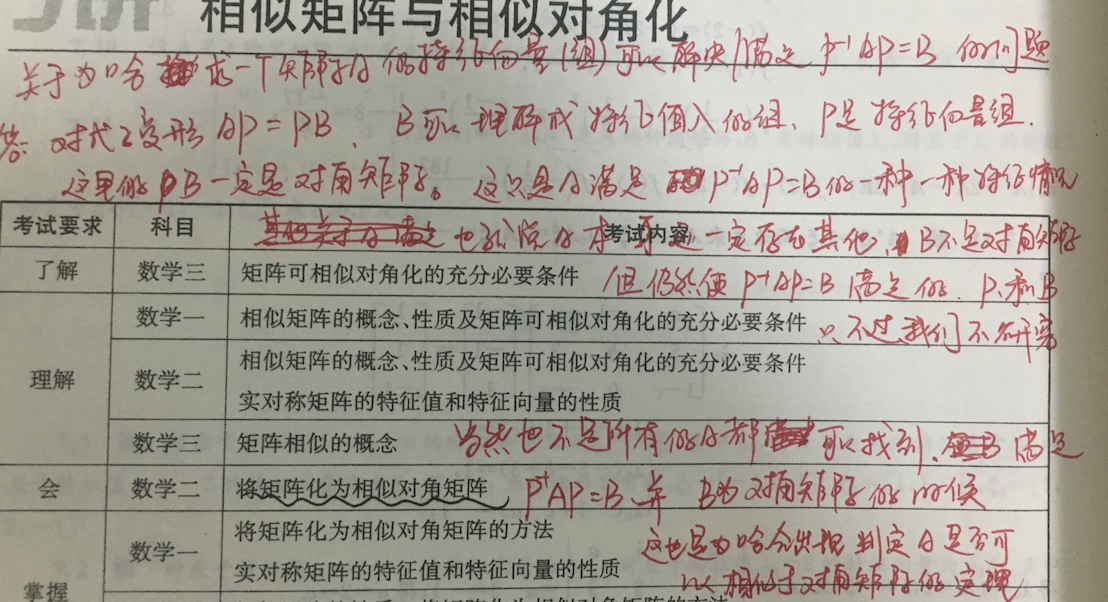 相似矩阵与相似对角化
关于为啥求一个矩阵A的特征向量(组)可以解决/满足 P⁻¹AP=B 的问题
答: 对式子变形 AP=PB、 B可以理解成特征值入的组, P是特征向量组.
这里的B一定是对角矩阵。这只是A满足P⁻¹AP=B的一种一种特征情况
考试要求 科目 考试内容
也就说A 一定存在其他, B不是对角矩阵
了解 数学三 矩阵可相似对角化的充分必要条件
但仍然使 P⁻¹AP=B 满足的. P、和B
数学一 相似矩阵的概念、性质及矩阵可相似对角化的充分必要条件
只不过我们不研究
理解 数学二 相似矩阵的概念、性质及矩阵可相似对角化的充分必要条件
实对称矩阵的特征值和特征向量的性质
数学三 矩阵相似的概念
当然也不是所有的A都可以找到、满足
会 数学二 将矩阵化为相似对角矩阵
P⁻¹AP=B、并 B为对角矩阵的时候
掌握 数学一 将矩阵化为相似对角矩阵的方法
实对称矩阵的特征值和特征向量的性质
这也是为啥会出现判定A是否可
以相似于对角矩阵的定理